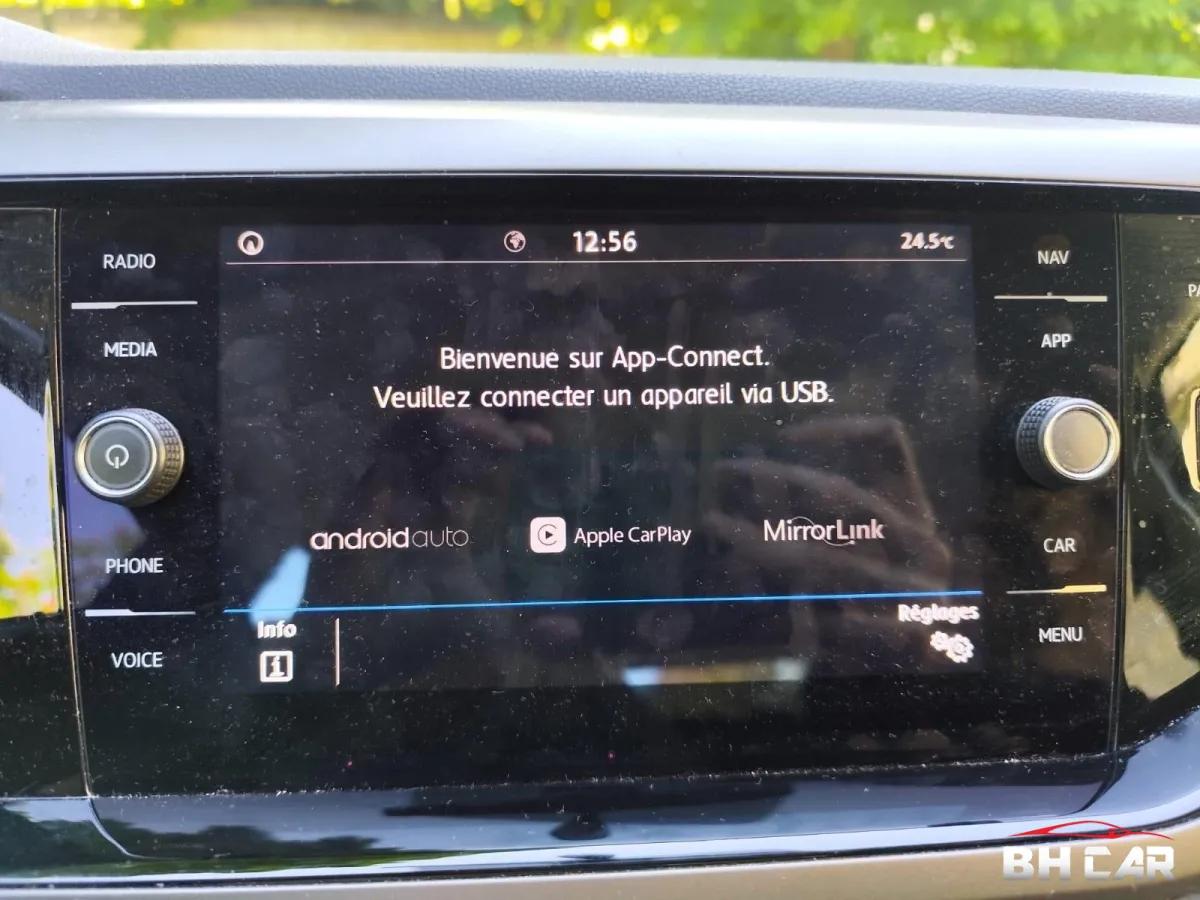 12:56
24.5°C
RADIO
MEDIA
PHONE
VOICE
Bienvenue sur App-Connect.
Veuillez connecter un appareil via USB.
androidauto
Apple CarPlay
MirrorLink
Info
i
Réglages
NAV
APP
CAR
MENU
PA
BH CAR